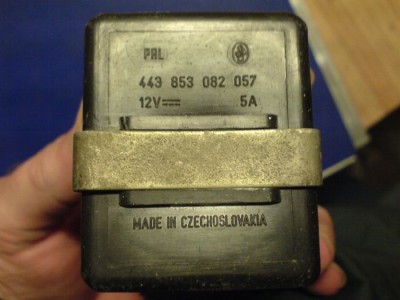 PAL
443 853 082 057
12V⎓ 5A
MADE IN CZECHOSLOVAKIA